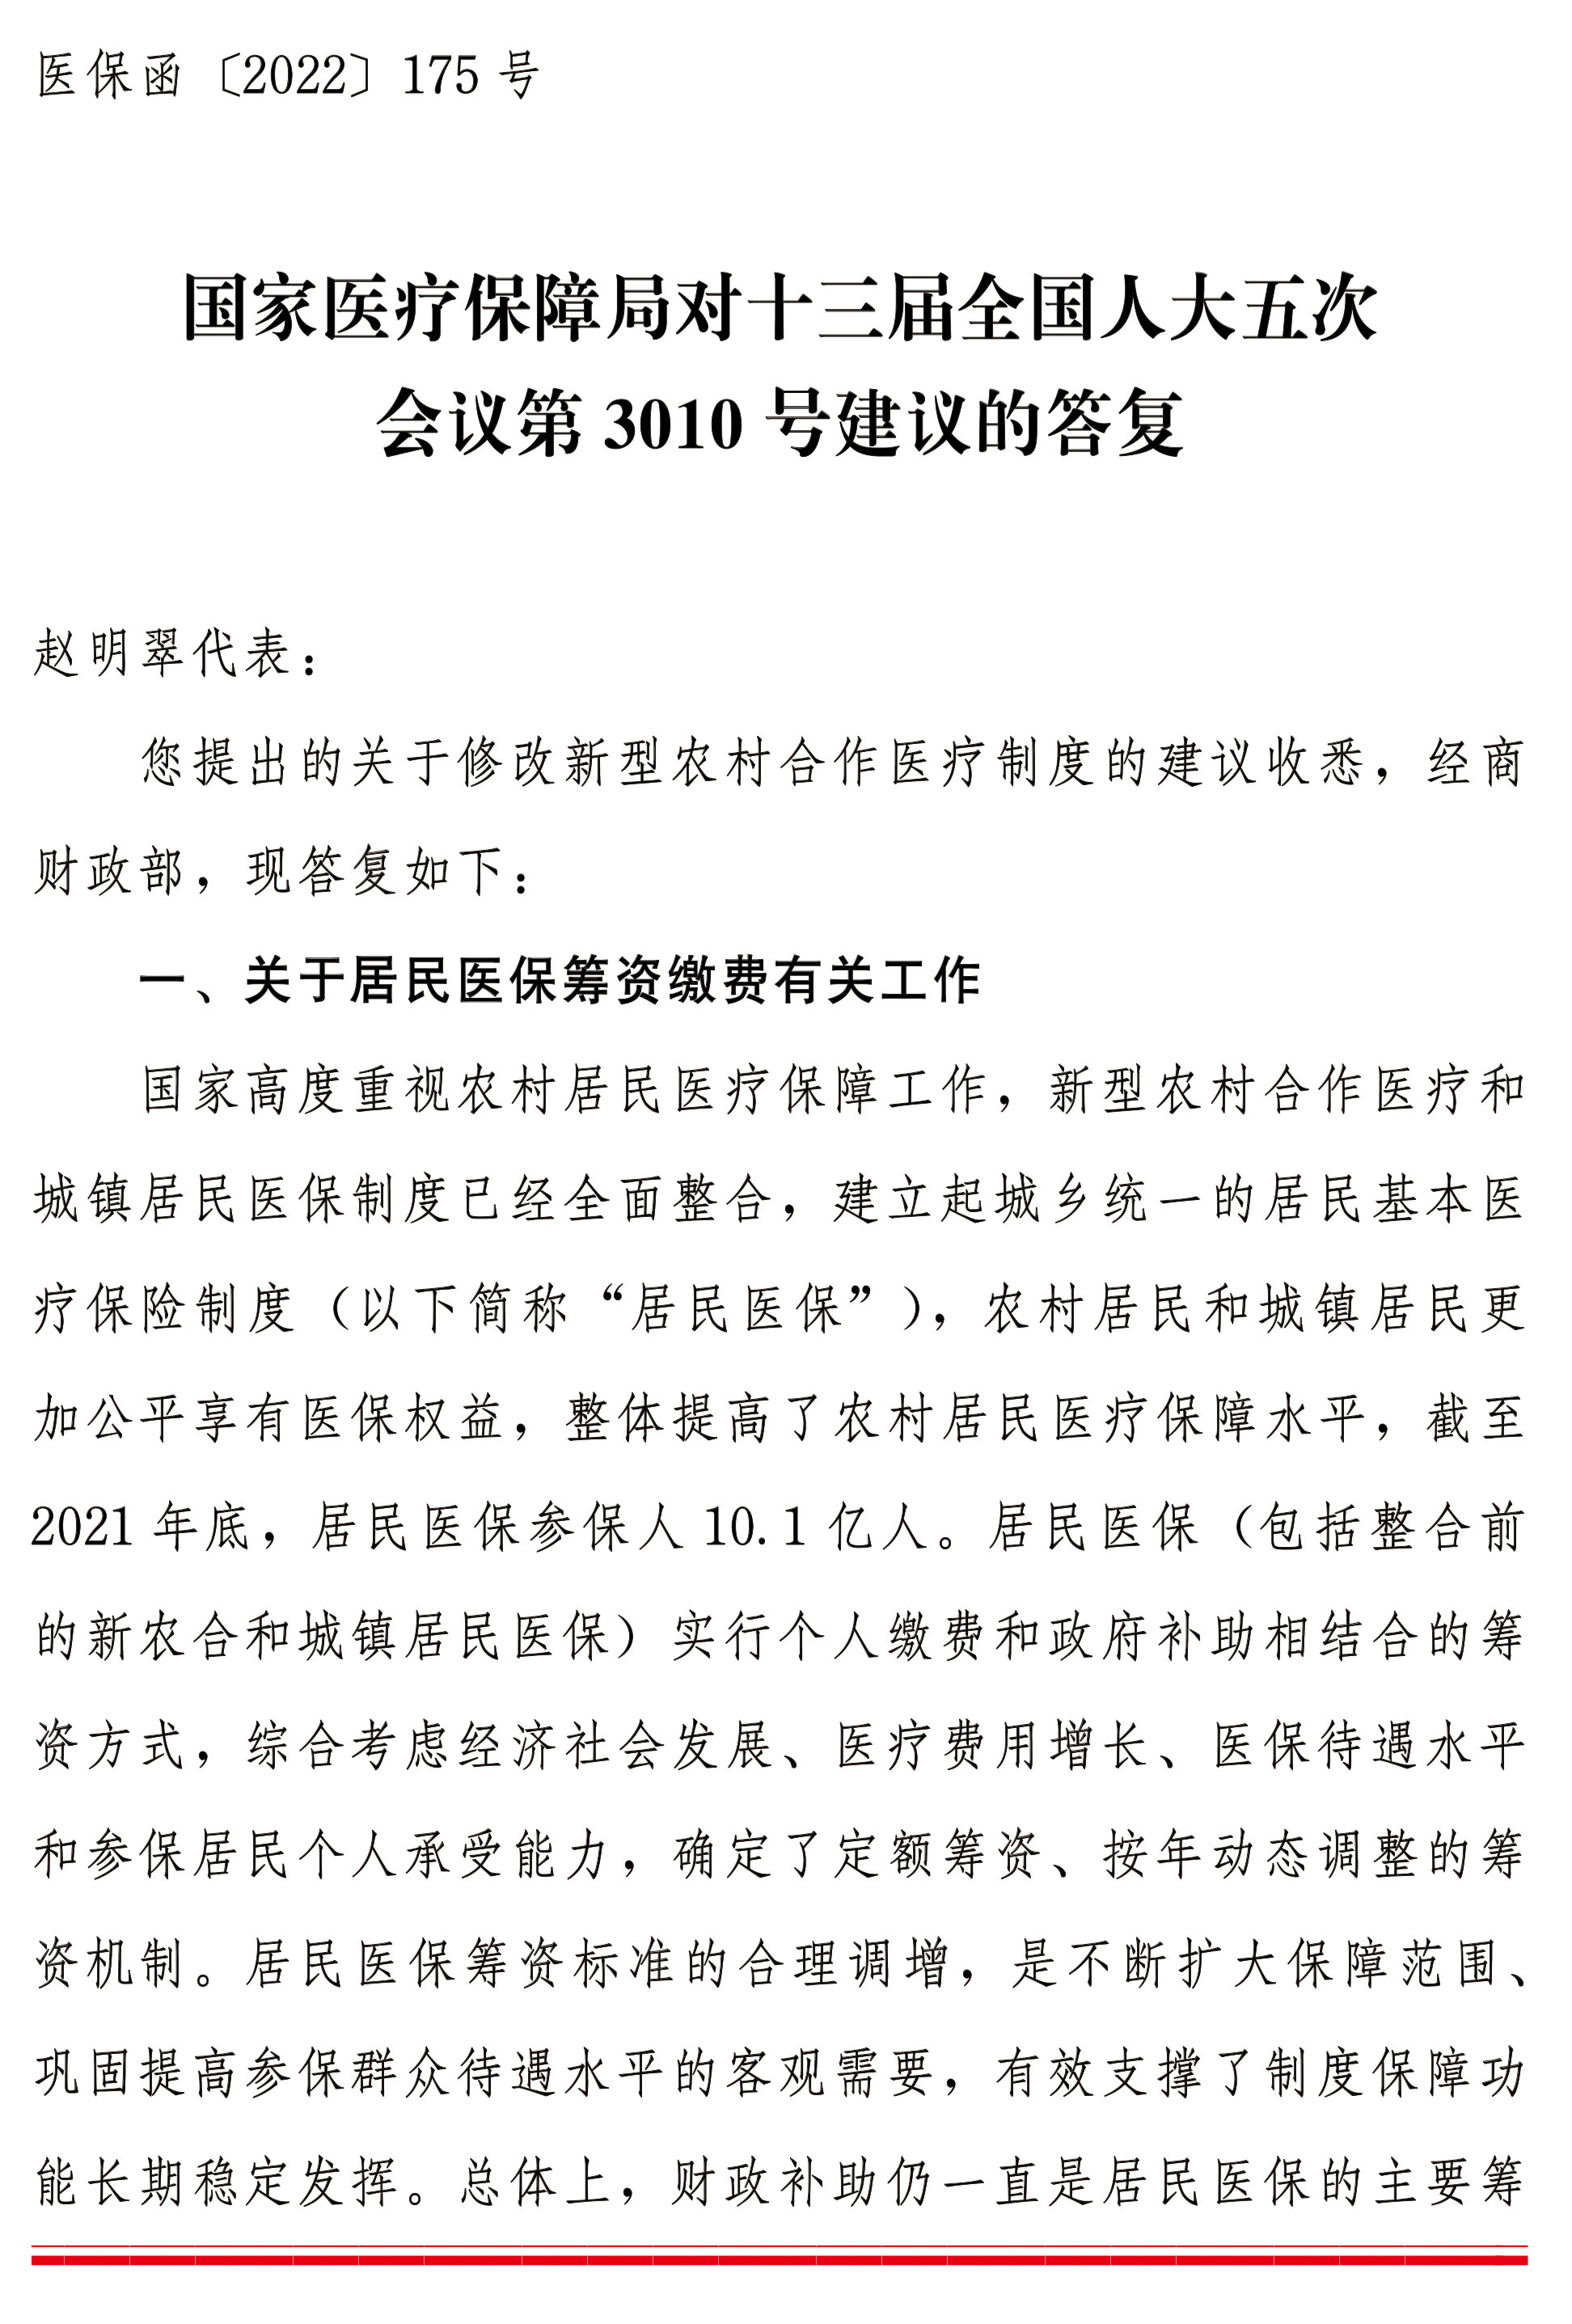 医保函〔2022〕175 号
国家医疗保障局对十三届全国人大五次
会议第 3010 号建议的答复
赵明翠代表：
您提出的关于修改新型农村合作医疗制度的建议收悉，经商
财政部，现答复如下：
一、关于居民医保筹资缴费有关工作
国家高度重视农村居民医疗保障工作，新型农村合作医疗和
城镇居民医保制度已经全面整合，建立起城乡统一的居民基本医
疗保险制度（以下简称“居民医保”），农村居民和城镇居民更
加公平享有医保权益，整体提高了农村居民医疗保障水平，截至
2021 年底，居民医保参保人 10.1 亿人。居民医保（包括整合前
的新农合和城镇居民医保）实行个人缴费和政府补助相结合的筹
资方式，综合考虑经济社会发展、医疗费用增长、医保待遇水平
和参保居民个人承受能力，确定了定额筹资、按年动态调整的筹
资机制。居民医保筹资标准的合理调增，是不断扩大保障范围、
巩固提高参保群众待遇水平的客观需要，有效支撑了制度保障功
能长期稳定发挥。总体上，财政补助仍一直是居民医保的主要筹